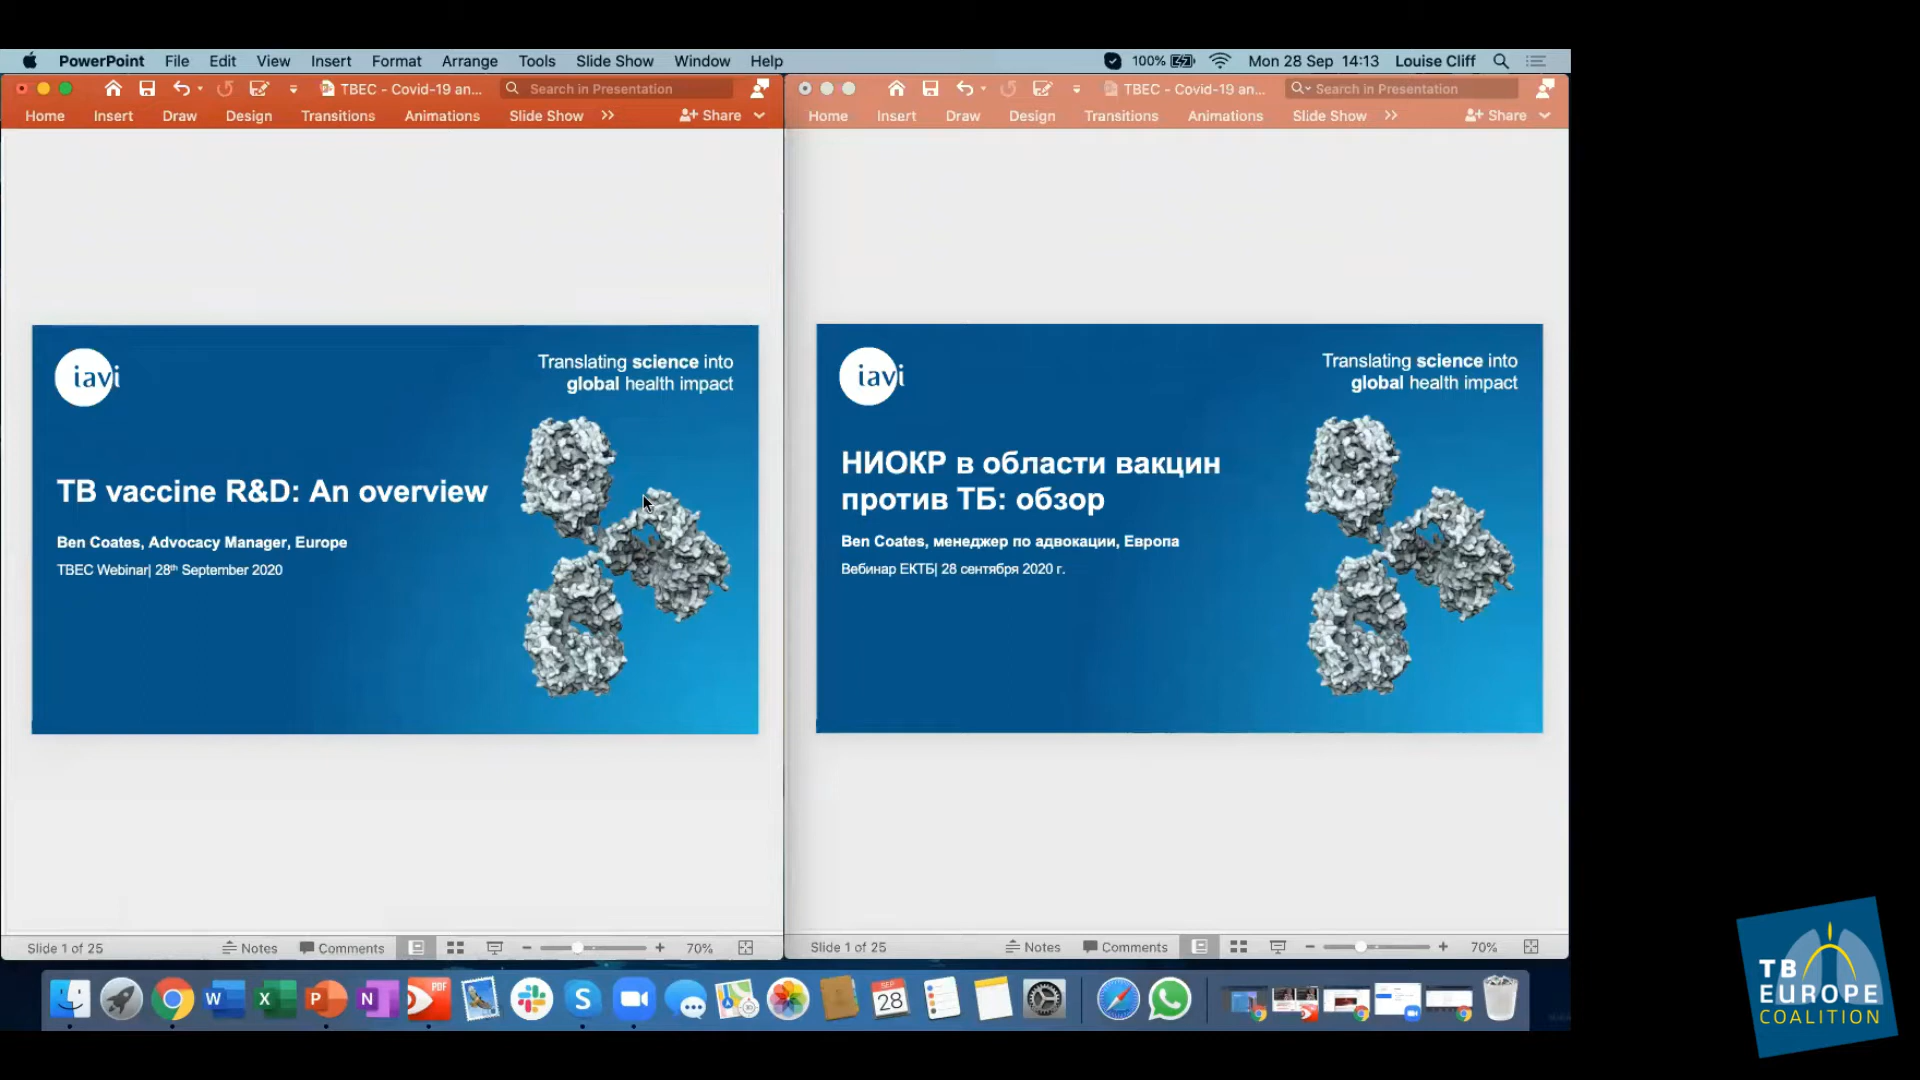 PowerPoint File Edit View Insert Format Arrange Tools Slide Show Window Help 100% Mon 28 Sep 14:13 Louise Cliff
TBEC - Covid-19 an... Search in Presentation
Home Insert Draw Design Transitions Animations Slide Show >> Share
iavi
Translating science into
global health impact
TB vaccine R&D: An overview
Ben Coates, Advocacy Manager, Europe
TBEC Webinar| 28th September 2020
Slide 1 of 25 Notes Comments 70%
TBEC - Covid-19 an... Search in Presentation
Home Insert Draw Design Transitions Animations Slide Show >> Share
iavi
Translating science into
global health impact
НИОКР в области вакцин
против ТБ: обзор
Ben Coates, менеджер по адвокации, Европа
Вебинар ЕКТБ| 28 сентября 2020 г.
Slide 1 of 25 Notes Comments 70%
W X P N PDF S SEP 28
TB
EUROPE
COALITION